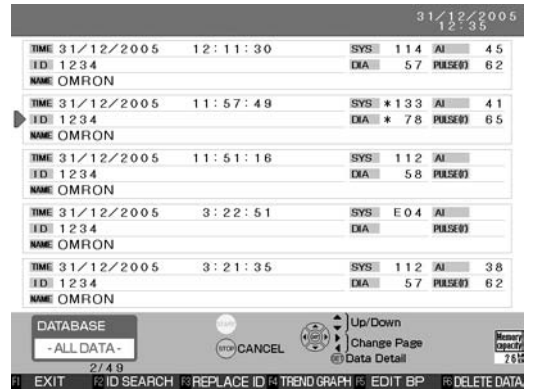 31/12/2005
12:35
TIME 31/12/2005 12:11:30 SYS 114 AI 45
ID 1234 DIA 57 PULSE(/') 62
NAME OMRON
TIME 31/12/2005 11:57:49 SYS *133 AI 41
ID 1234 DIA * 78 PULSE(/') 65
NAME OMRON
TIME 31/12/2005 11:51:16 SYS 112 AI
ID 1234 DIA 58 PULSE(/')
NAME OMRON
TIME 31/12/2005 3:22:51 SYS E04 AI
ID 1234 DIA PULSE(/')
NAME OMRON
TIME 31/12/2005 3:21:35 SYS 112 AI 38
ID 1234 DIA 57 PULSE(/') 62
NAME OMRON
DATABASE
-ALL DATA-
2/49
STOP CANCEL
Up/Down
Change Page
Data Detail
Memory capacity
26%
F1 EXIT F2 ID SEARCH F3 REPLACE ID F4 TREND GRAPH F5 EDIT BP F6 DELETE DATA